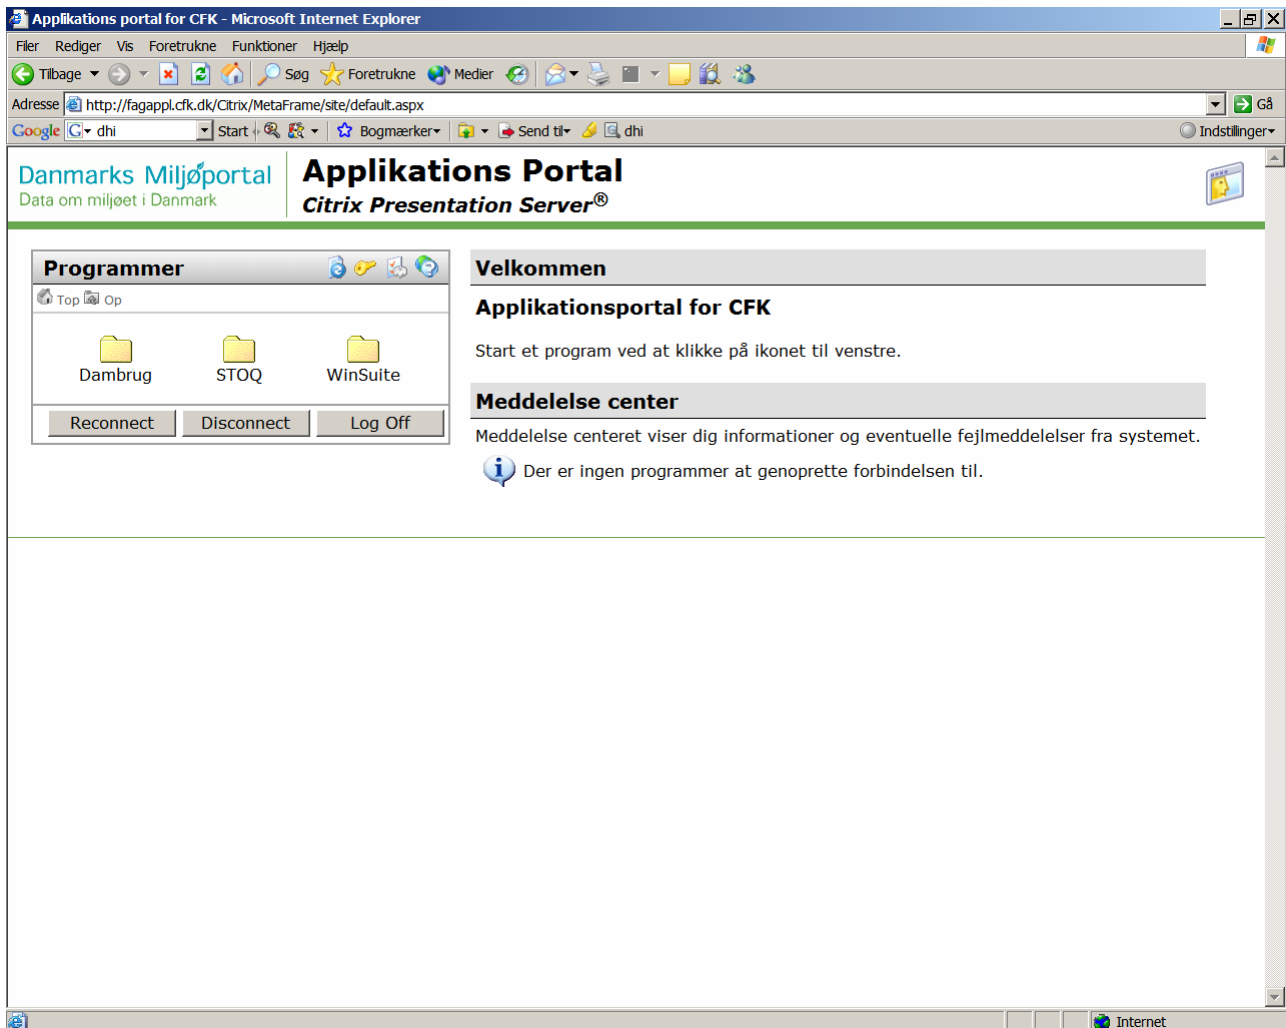 Applikations portal for CFK - Microsoft Internet Explorer
Filer Rediger Vis Foretrukne Funktioner Hjælp
Tilbage Søg Foretrukne Medier
Adresse http://fagappl.cfk.dk/Citrix/MetaFrame/site/default.aspx Gå
Google G dhi Start Bogmærker Send til dhi Indstillinger
Danmarks Miljøportal
Data om miljøet i Danmark
Applikations Portal
Citrix Presentation Server®
Programmer
Top Op
Dambrug STOQ WinSuite
Reconnect Disconnect Log Off
Velkommen
Applikationsportal for CFK
Start et program ved at klikke på ikonet til venstre.
Meddelelse center
Meddelelse centeret viser dig informationer og eventuelle fejlmeddelelser fra systemet.
Der er ingen programmer at genoprette forbindelsen til.
Internet